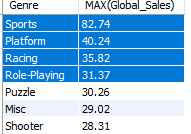 Genre MAX(Global_Sales)
Sports 82.74
Platform 40.24
Racing 35.82
Role-Playing 31.37
Puzzle 30.26
Misc 29.02
Shooter 28.31